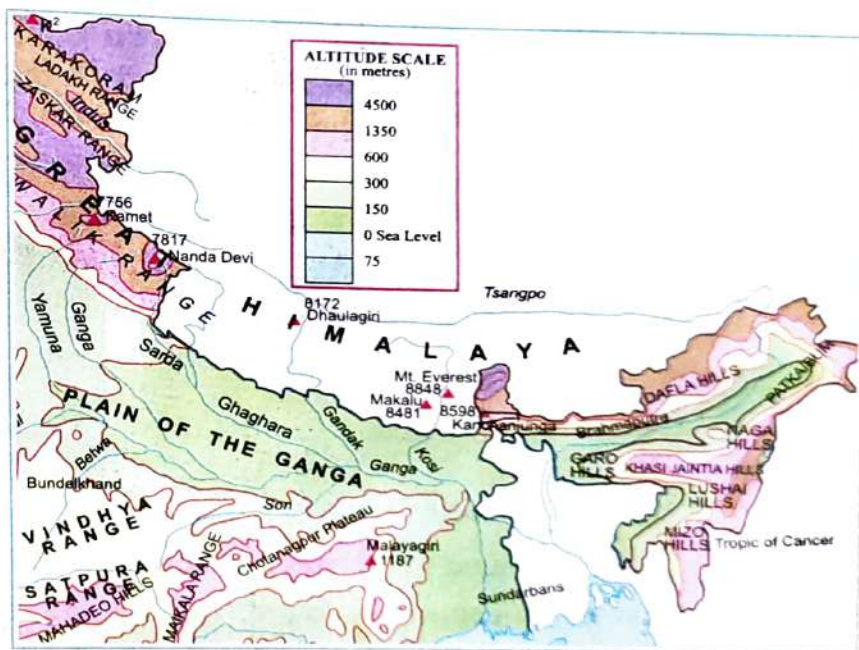 K²
KARAKORAM
LADAKH RANGE
Indus
ZASKAR RANGE
GREAT HIMALAYA
RANGE
7756
Kamet
7817
Nanda Devi
ALTITUDE SCALE
(in metres)
4500
1350
600
300
150
0 Sea Level
75
Tsangpo
8172
Dhaulagiri
Mt. Everest
8848
Makalu
8481
8598
Kanchanjunga
DAFLA HILLS
PATKAI BUM
Brahmaputra
NAGA
HILLS
GARO
HILLS
KHASI JAINTIA HILLS
LUSHAI
HILLS
MIZO
HILLS
Tropic of Cancer
Yamuna
Ganga
Sarda
Ghaghara
Gandak
Kosi
Ganga
PLAIN OF THE GANGA
Betwa
Bundelkhand
Son
VINDHYA
RANGE
Chotanagpur Plateau
Malayagiri
1187
SATPURA
RANGE
MAHADEO HILLS
MAIKALA RANGE
Sundarbans